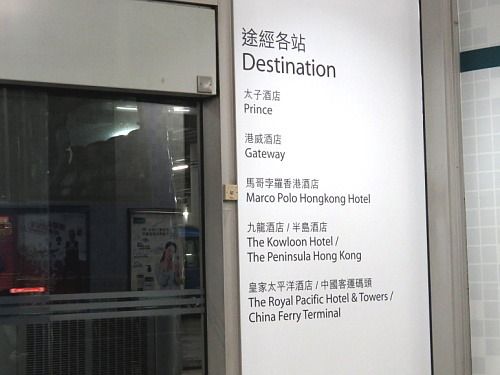 途經各站
Destination
太子酒店
Prince
港威酒店
Gateway
馬哥孛羅香港酒店
Marco Polo Hongkong Hotel
九龍酒店 / 半島酒店
The Kowloon Hotel /
The Peninsula Hong Kong
皇家太平洋酒店 / 中國客運碼頭
The Royal Pacific Hotel & Towers /
China Ferry Terminal